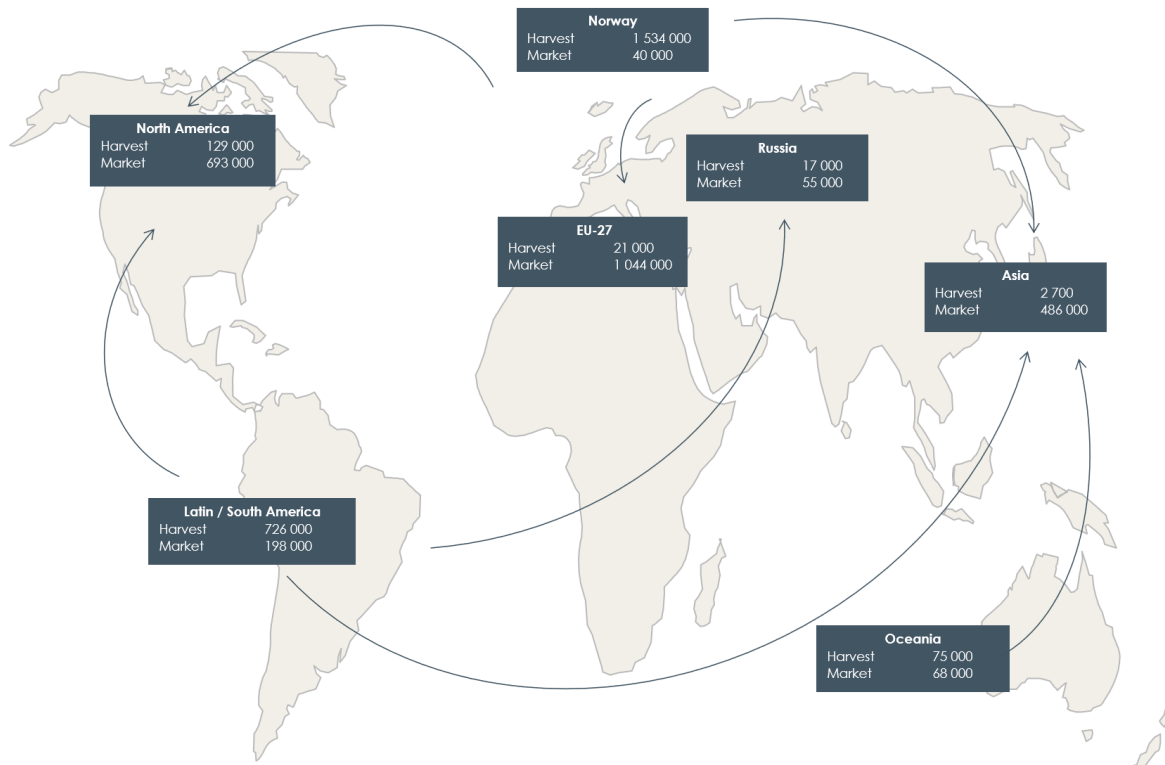 Norway
Harvest 1 534 000
Market 40 000
North America
Harvest 129 000
Market 693 000
Russia
Harvest 17 000
Market 55 000
EU-27
Harvest 21 000
Market 1 044 000
Asia
Harvest 2 700
Market 486 000
Latin / South America
Harvest 726 000
Market 198 000
Oceania
Harvest 75 000
Market 68 000